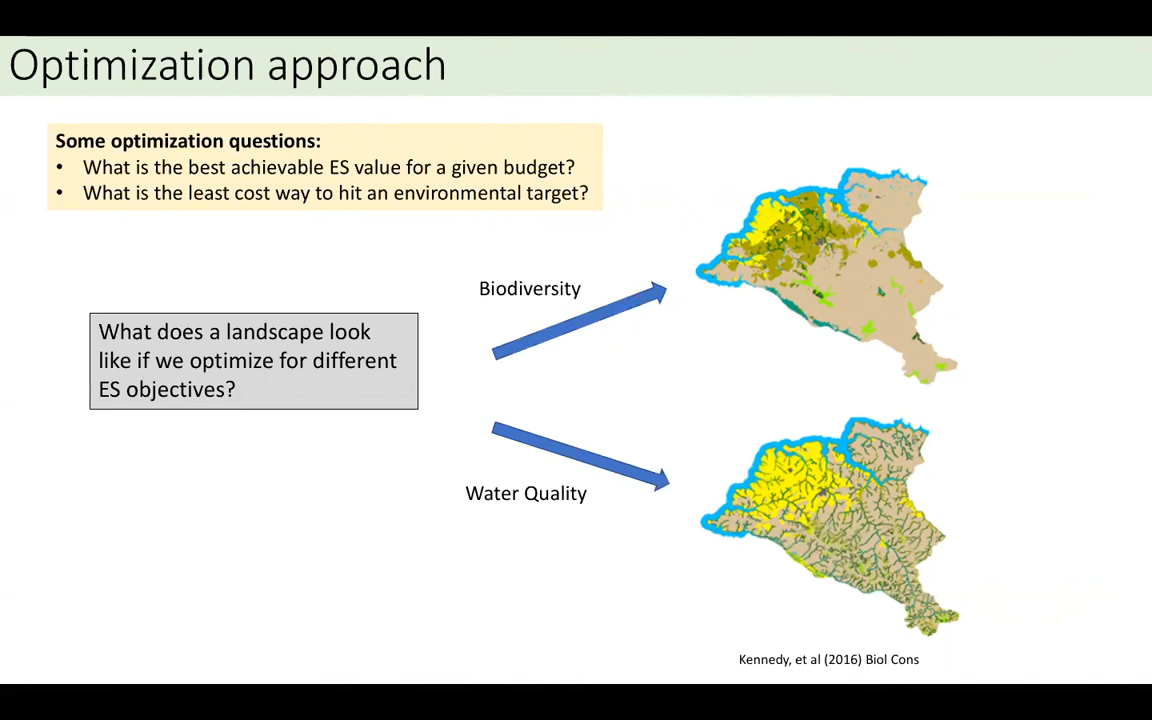 Optimization approach
Some optimization questions:
• What is the best achievable ES value for a given budget?
• What is the least cost way to hit an environmental target?
Biodiversity
What does a landscape look
like if we optimize for different
ES objectives?
Water Quality
Kennedy, et al (2016) Biol Cons